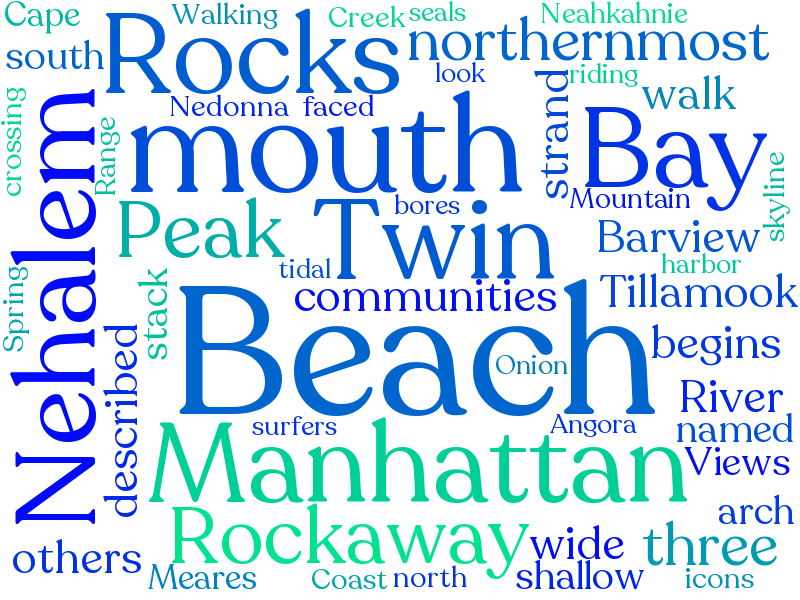 Cape
Walking
Creek
seals
Neahkahnie
south
Rocks
northernmost
look
riding
crossing
Nedonna
faced
strand
walk
Range
mouth
Bay
Nehalem
Mountain
skyline
Peak
Twin
bores
Barview
harbor
Spring
stack
tidal
communities
Tillamook
Beach
begins
described
Onion
River
surfers
Angora
named
Manhattan
Views
arch
Rockaway
wide
three
others
Meares
Coast
north
shallow
icons